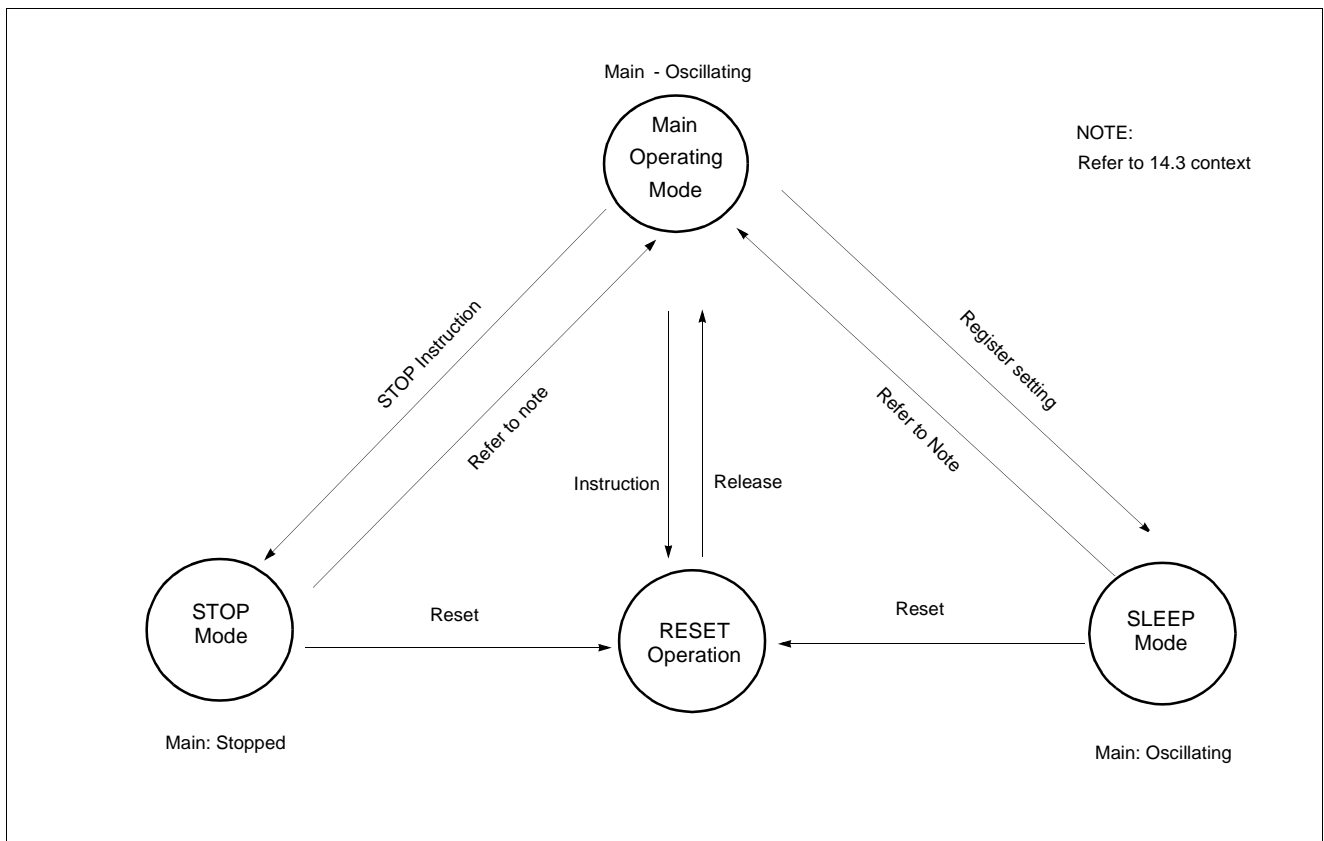 Main - Oscillating
Main
Operating
Mode
NOTE:
Refer to 14.3 context
STOP Instruction
Refer to note
Instruction
Release
Refer to Note
Register setting
STOP
Mode
Reset
RESET
Operation
Reset
SLEEP
Mode
Main: Stopped
Main: Oscillating